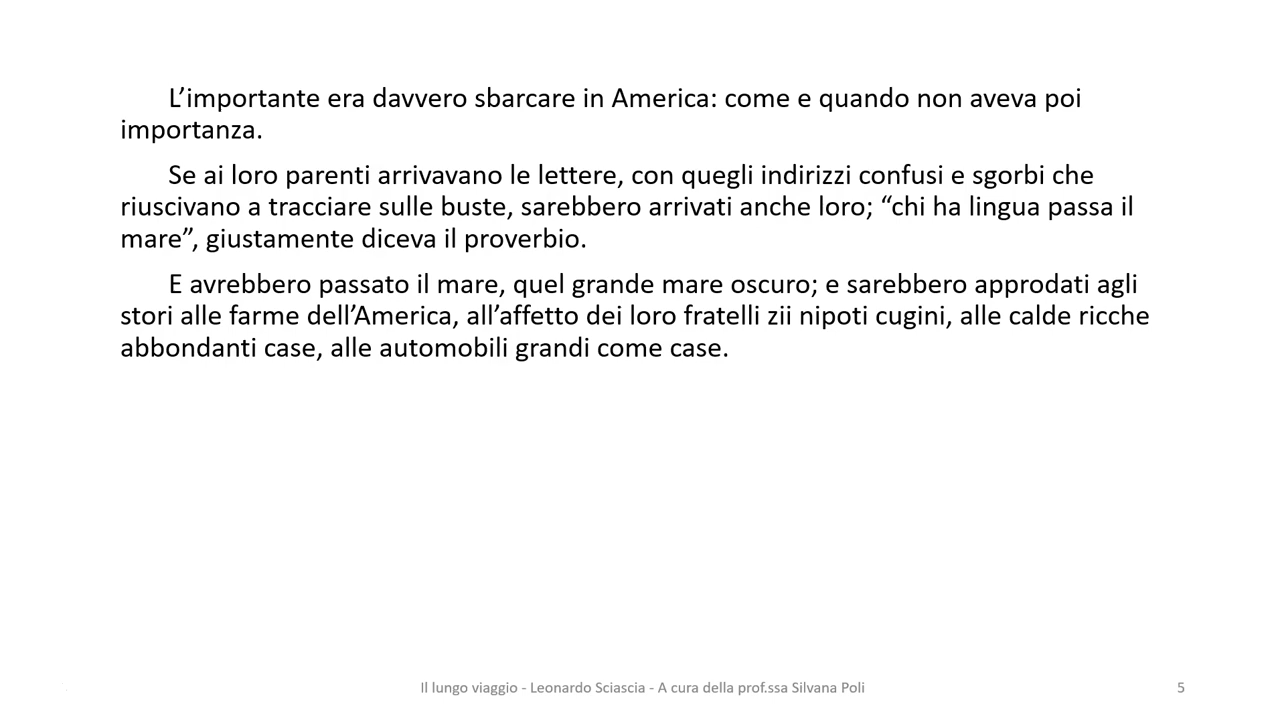 L’importante era davvero sbarcare in America: come e quando non aveva poi
importanza.
Se ai loro parenti arrivavano le lettere, con quegli indirizzi confusi e sgorbi che
riuscivano a tracciare sulle buste, sarebbero arrivati anche loro; “chi ha lingua passa il
mare”, giustamente diceva il proverbio.
E avrebbero passato il mare, quel grande mare oscuro; e sarebbero approdati agli
stori alle farme dell’America, all’affetto dei loro fratelli zii nipoti cugini, alle calde ricche
abbondanti case, alle automobili grandi come case.
Il lungo viaggio - Leonardo Sciascia - A cura della prof.ssa Silvana Poli
5